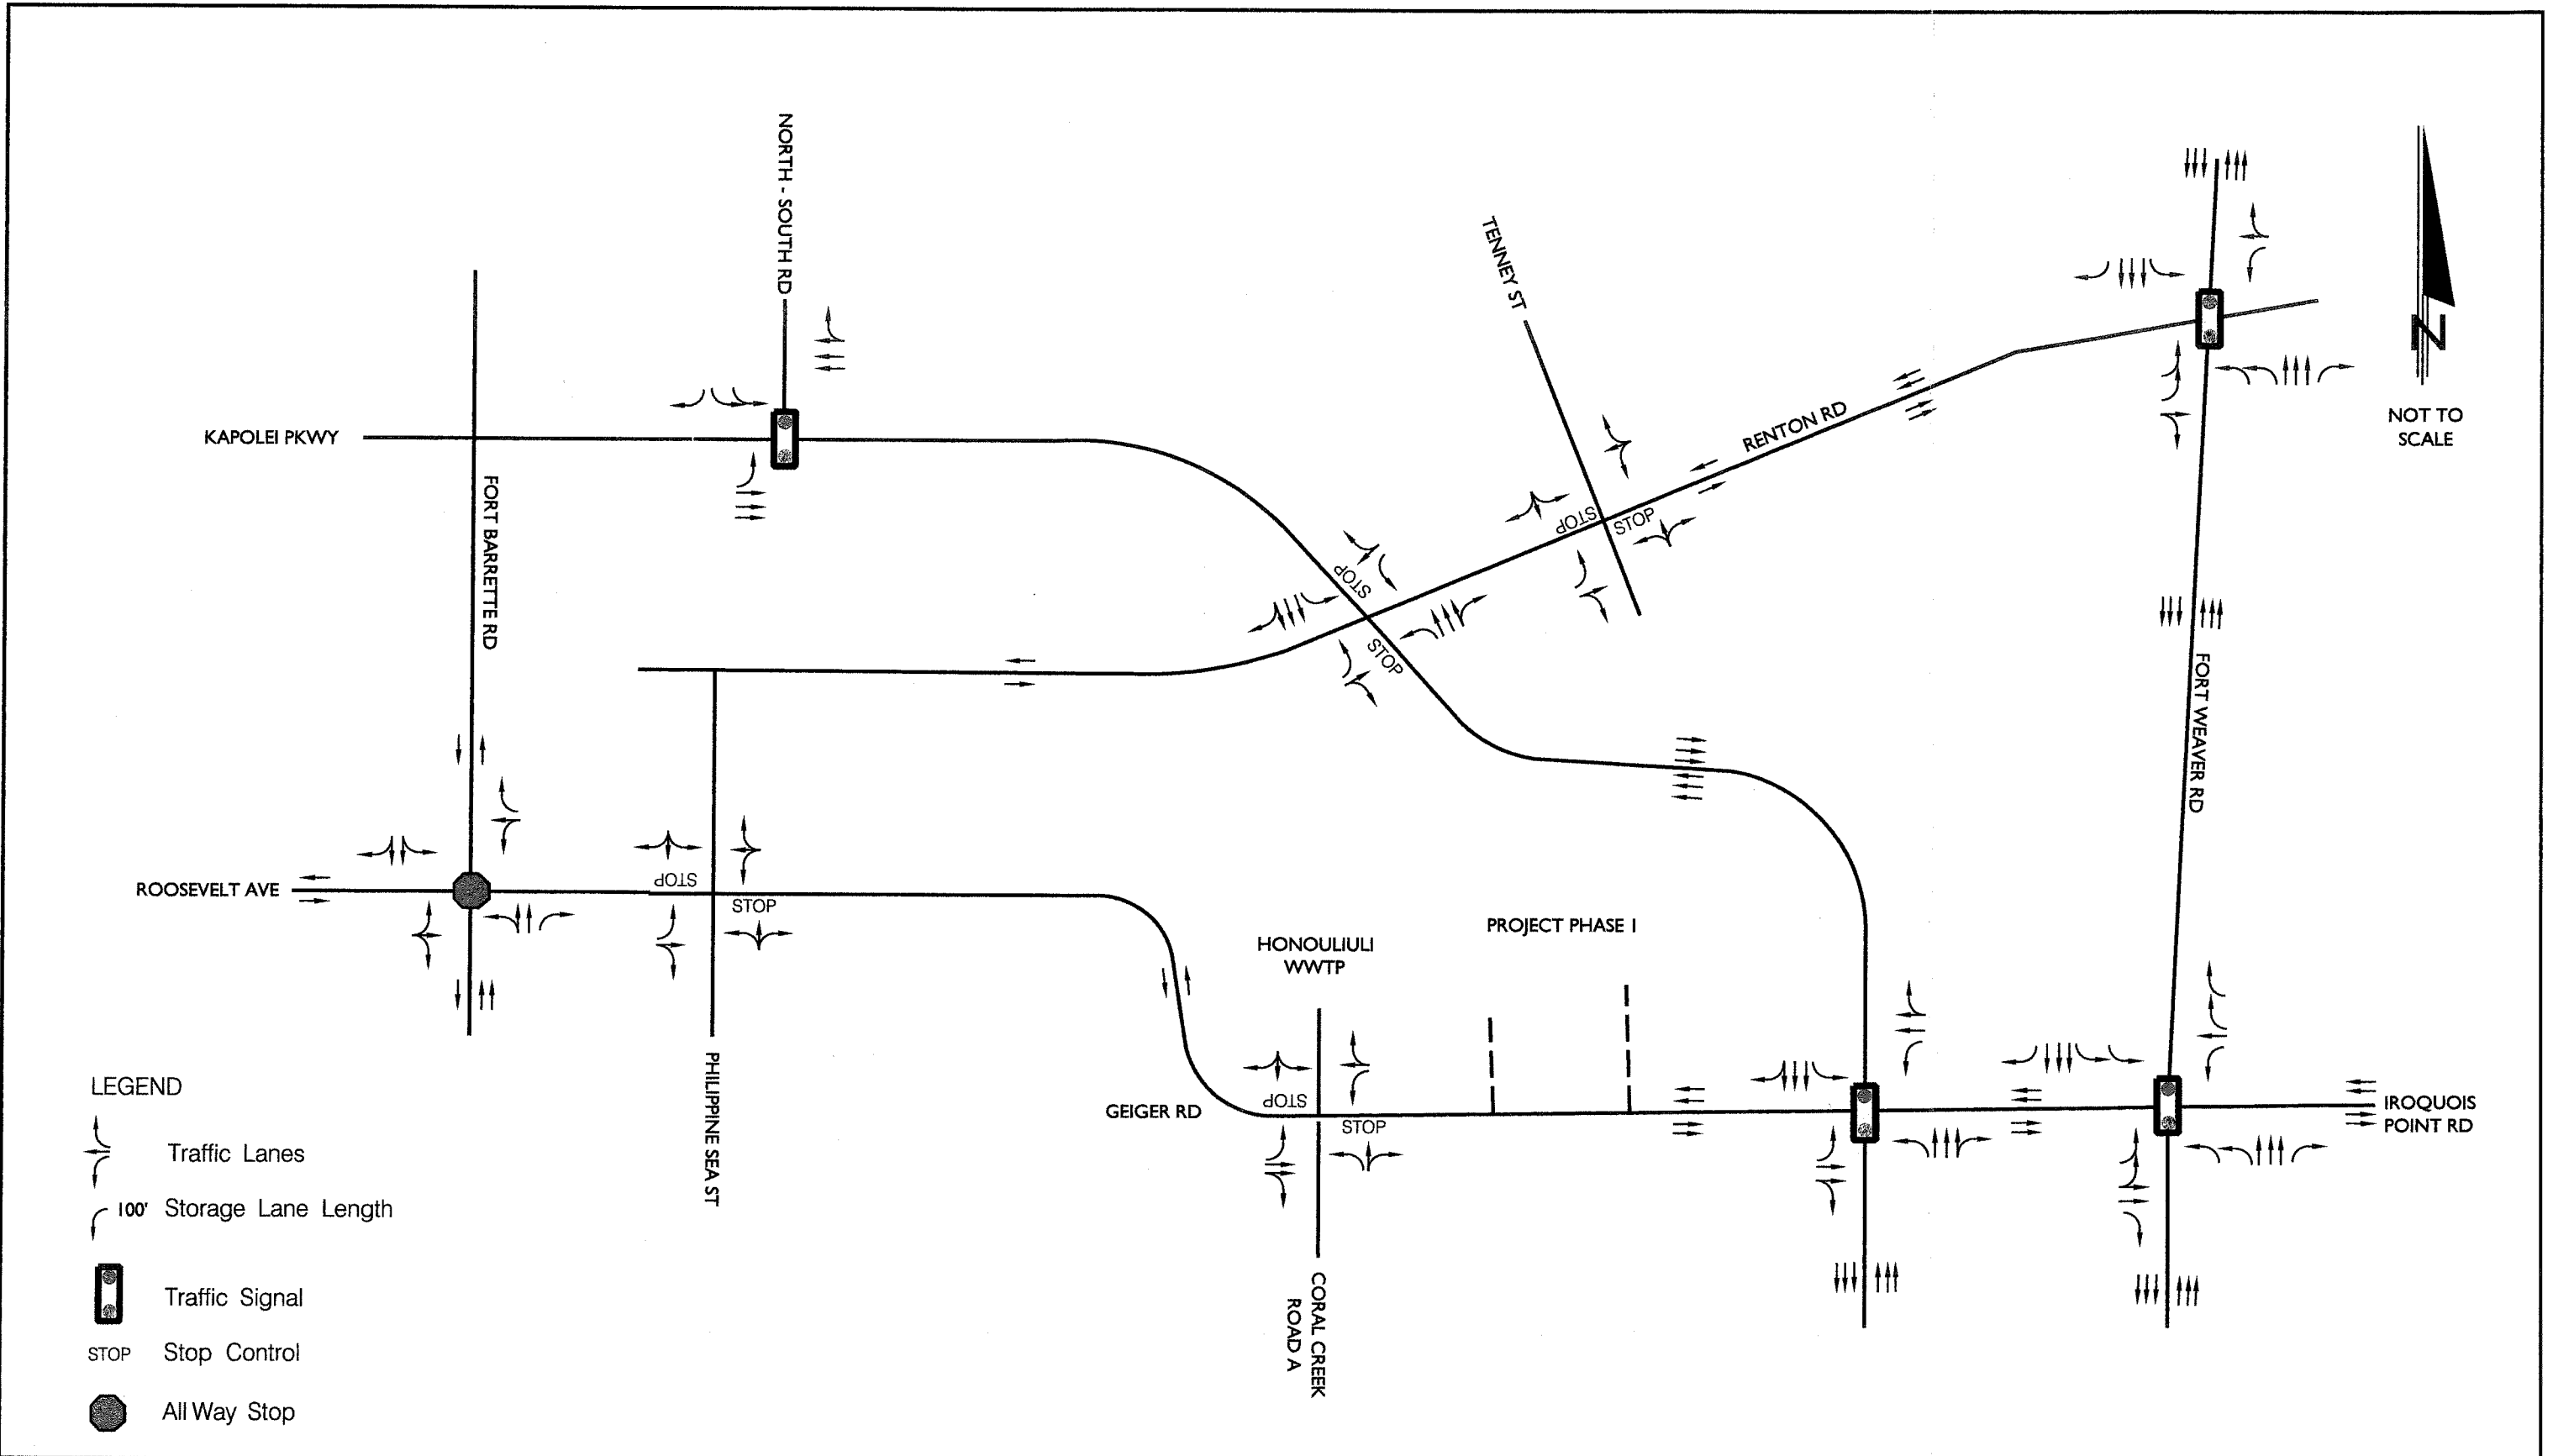 NORTH - SOUTH RD
TENNEY ST
N
NOT TO
SCALE
KAPOLEI PKWY
RENTON RD
FORT BARRETTE RD
STOP
STOP
STOP
STOP
FORT WEAVER RD
ROOSEVELT AVE
STOP
STOP
PHILIPPINE SEA ST
HONOULIULI
WWTP
PROJECT PHASE I
GEIGER RD
STOP
STOP
CORAL CREEK
ROAD A
IROQUOIS
POINT RD
LEGEND
Traffic Lanes
100' Storage Lane Length
Traffic Signal
STOP Stop Control
All Way Stop